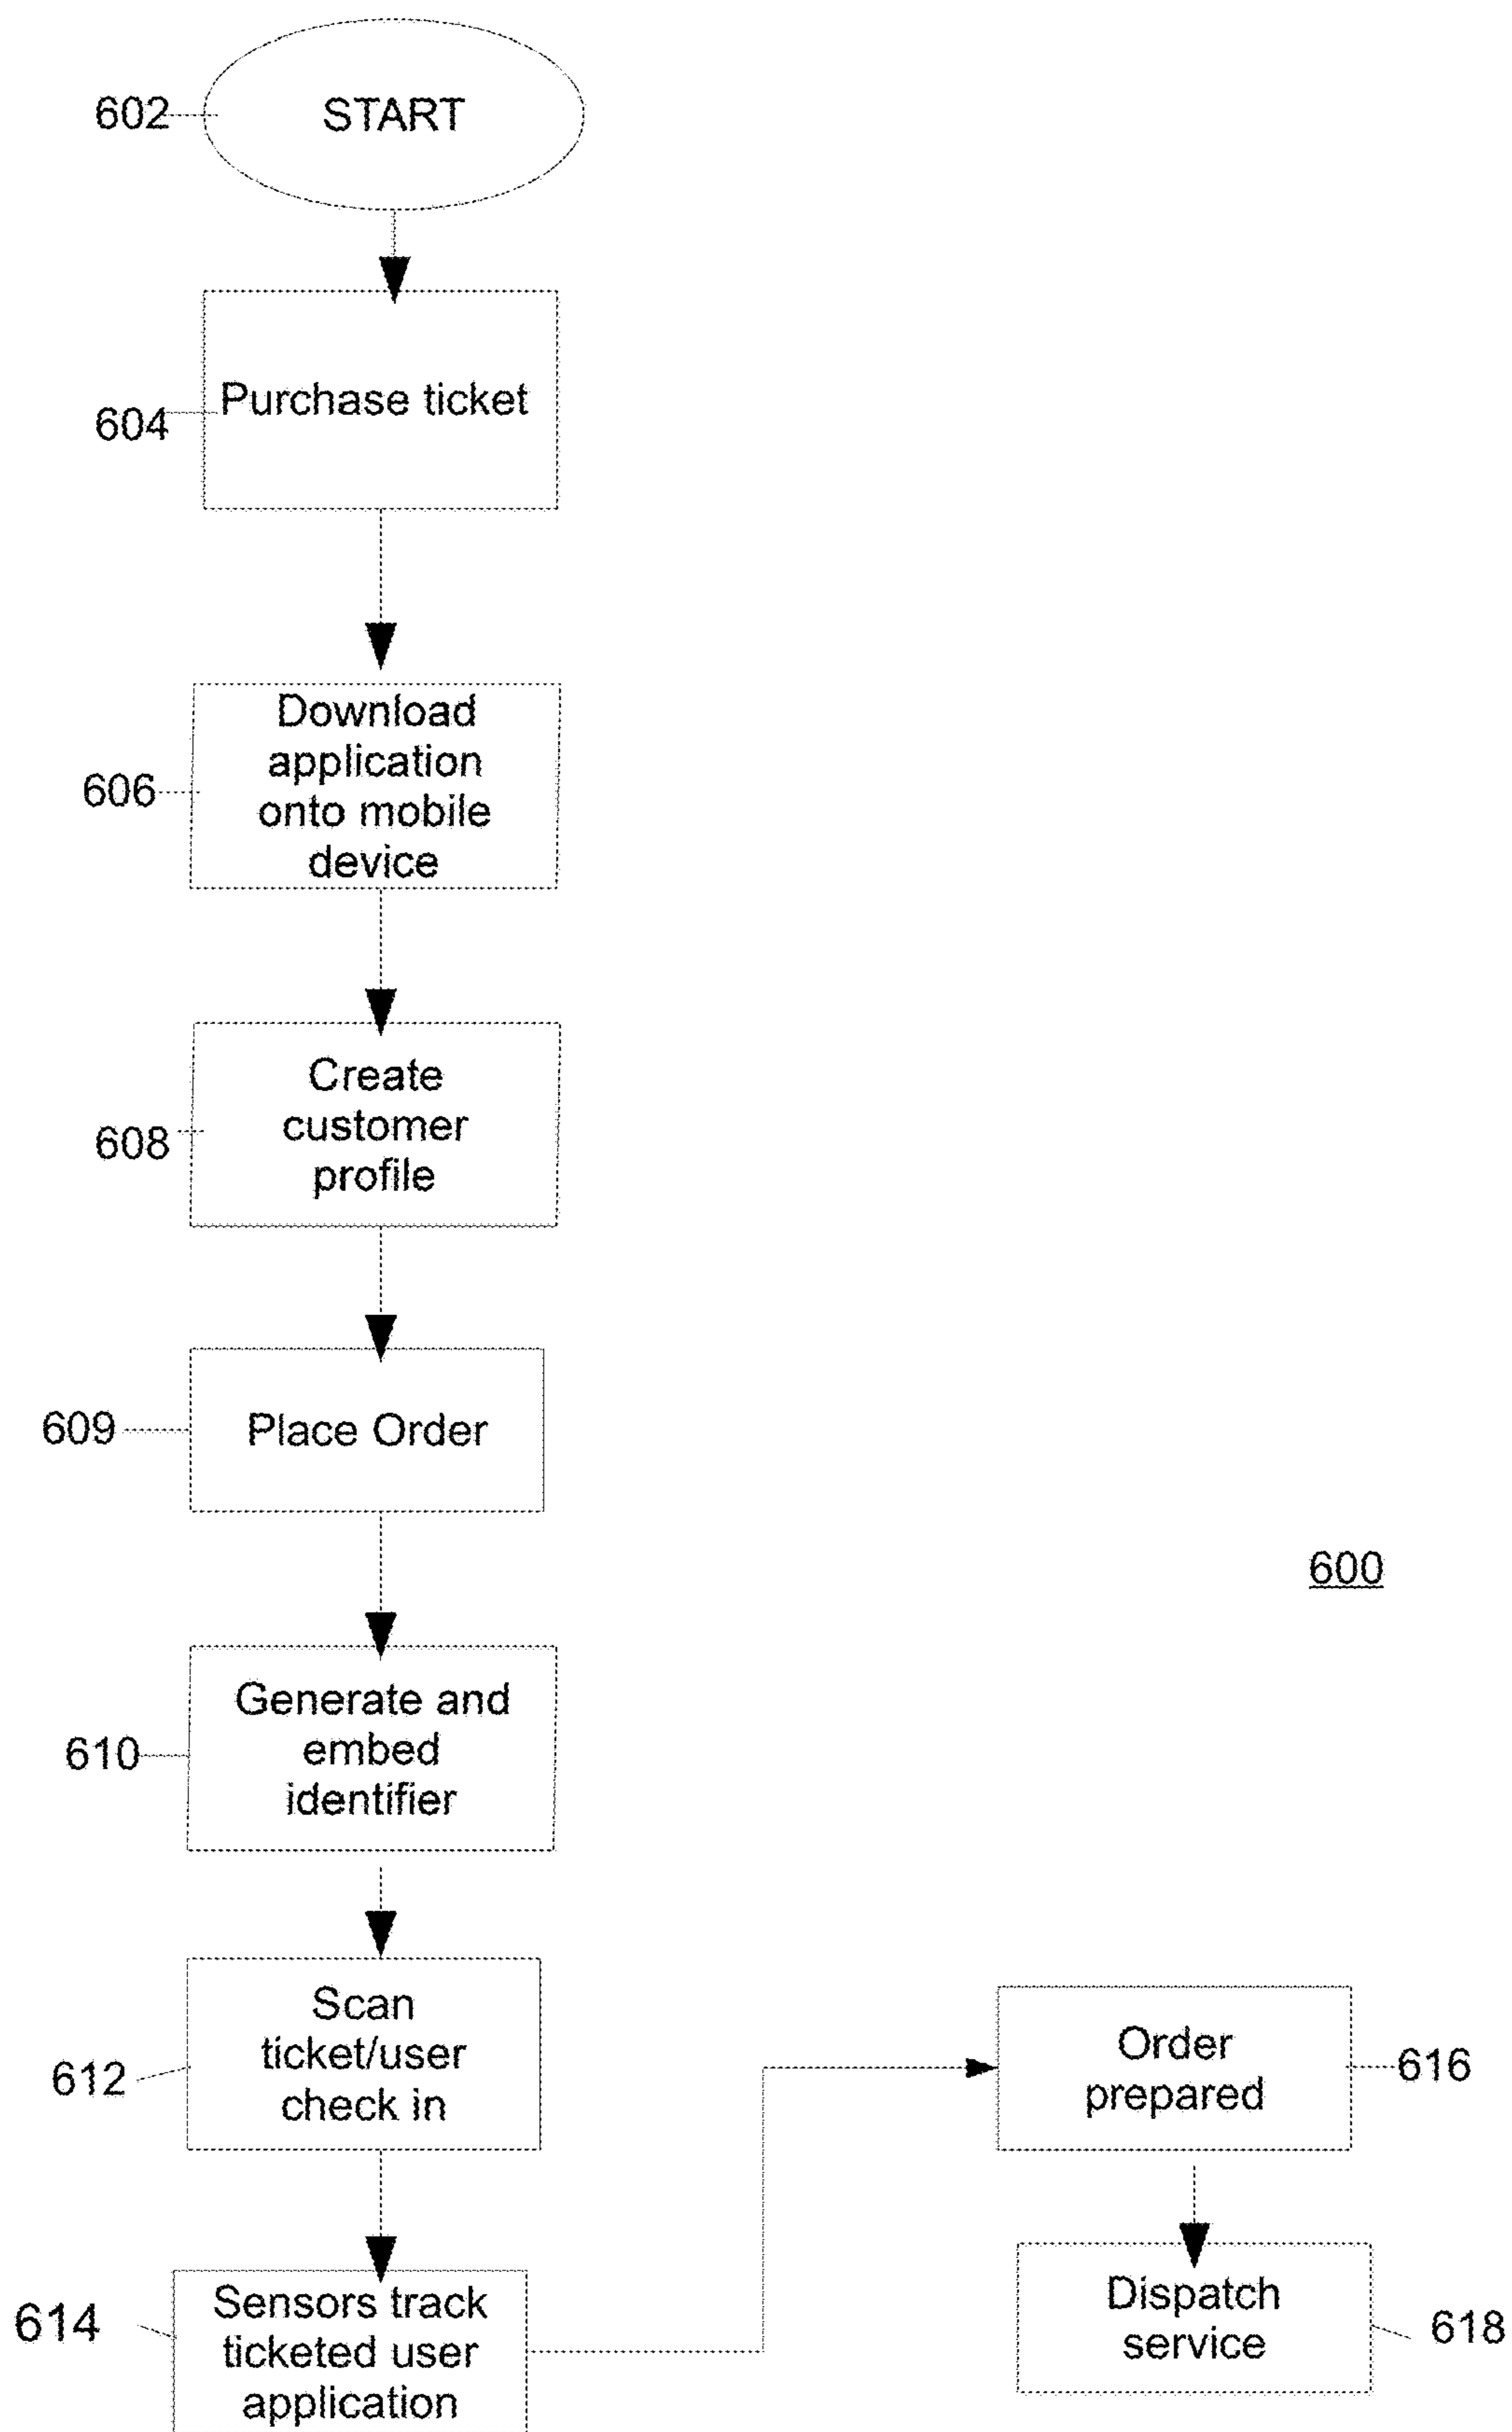 602
START
604
Purchase ticket
606
Download
application
onto mobile
device
608
Create
customer
profile
609
Place Order
600
610
Generate and
embed
identifier
612
Scan
ticket/user
check in
Order
prepared
616
614
Sensors track
ticketed user
application
Dispatch
service
618